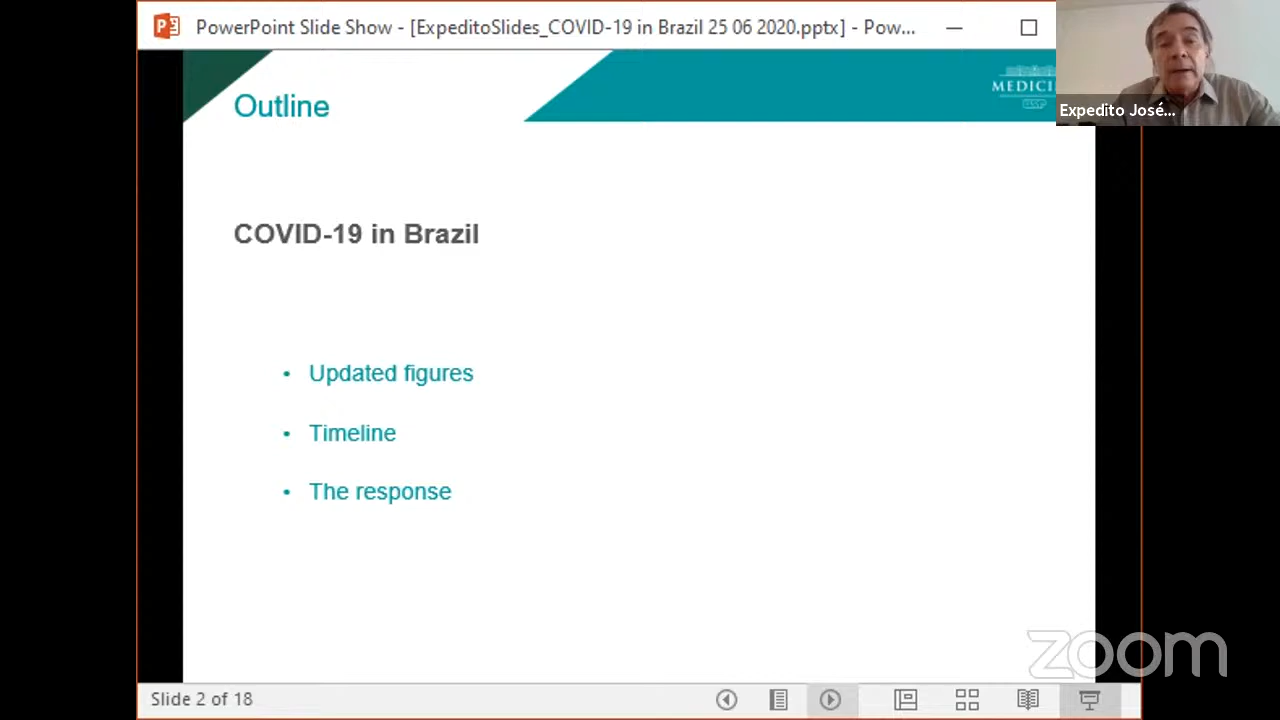 PowerPoint Slide Show - [ExpeditoSlides_COVID-19 in Brazil 25 06 2020.pptx] - Pow...
Expedito José...
Outline
COVID-19 in Brazil
• Updated figures
• Timeline
• The response
zoom
Slide 2 of 18